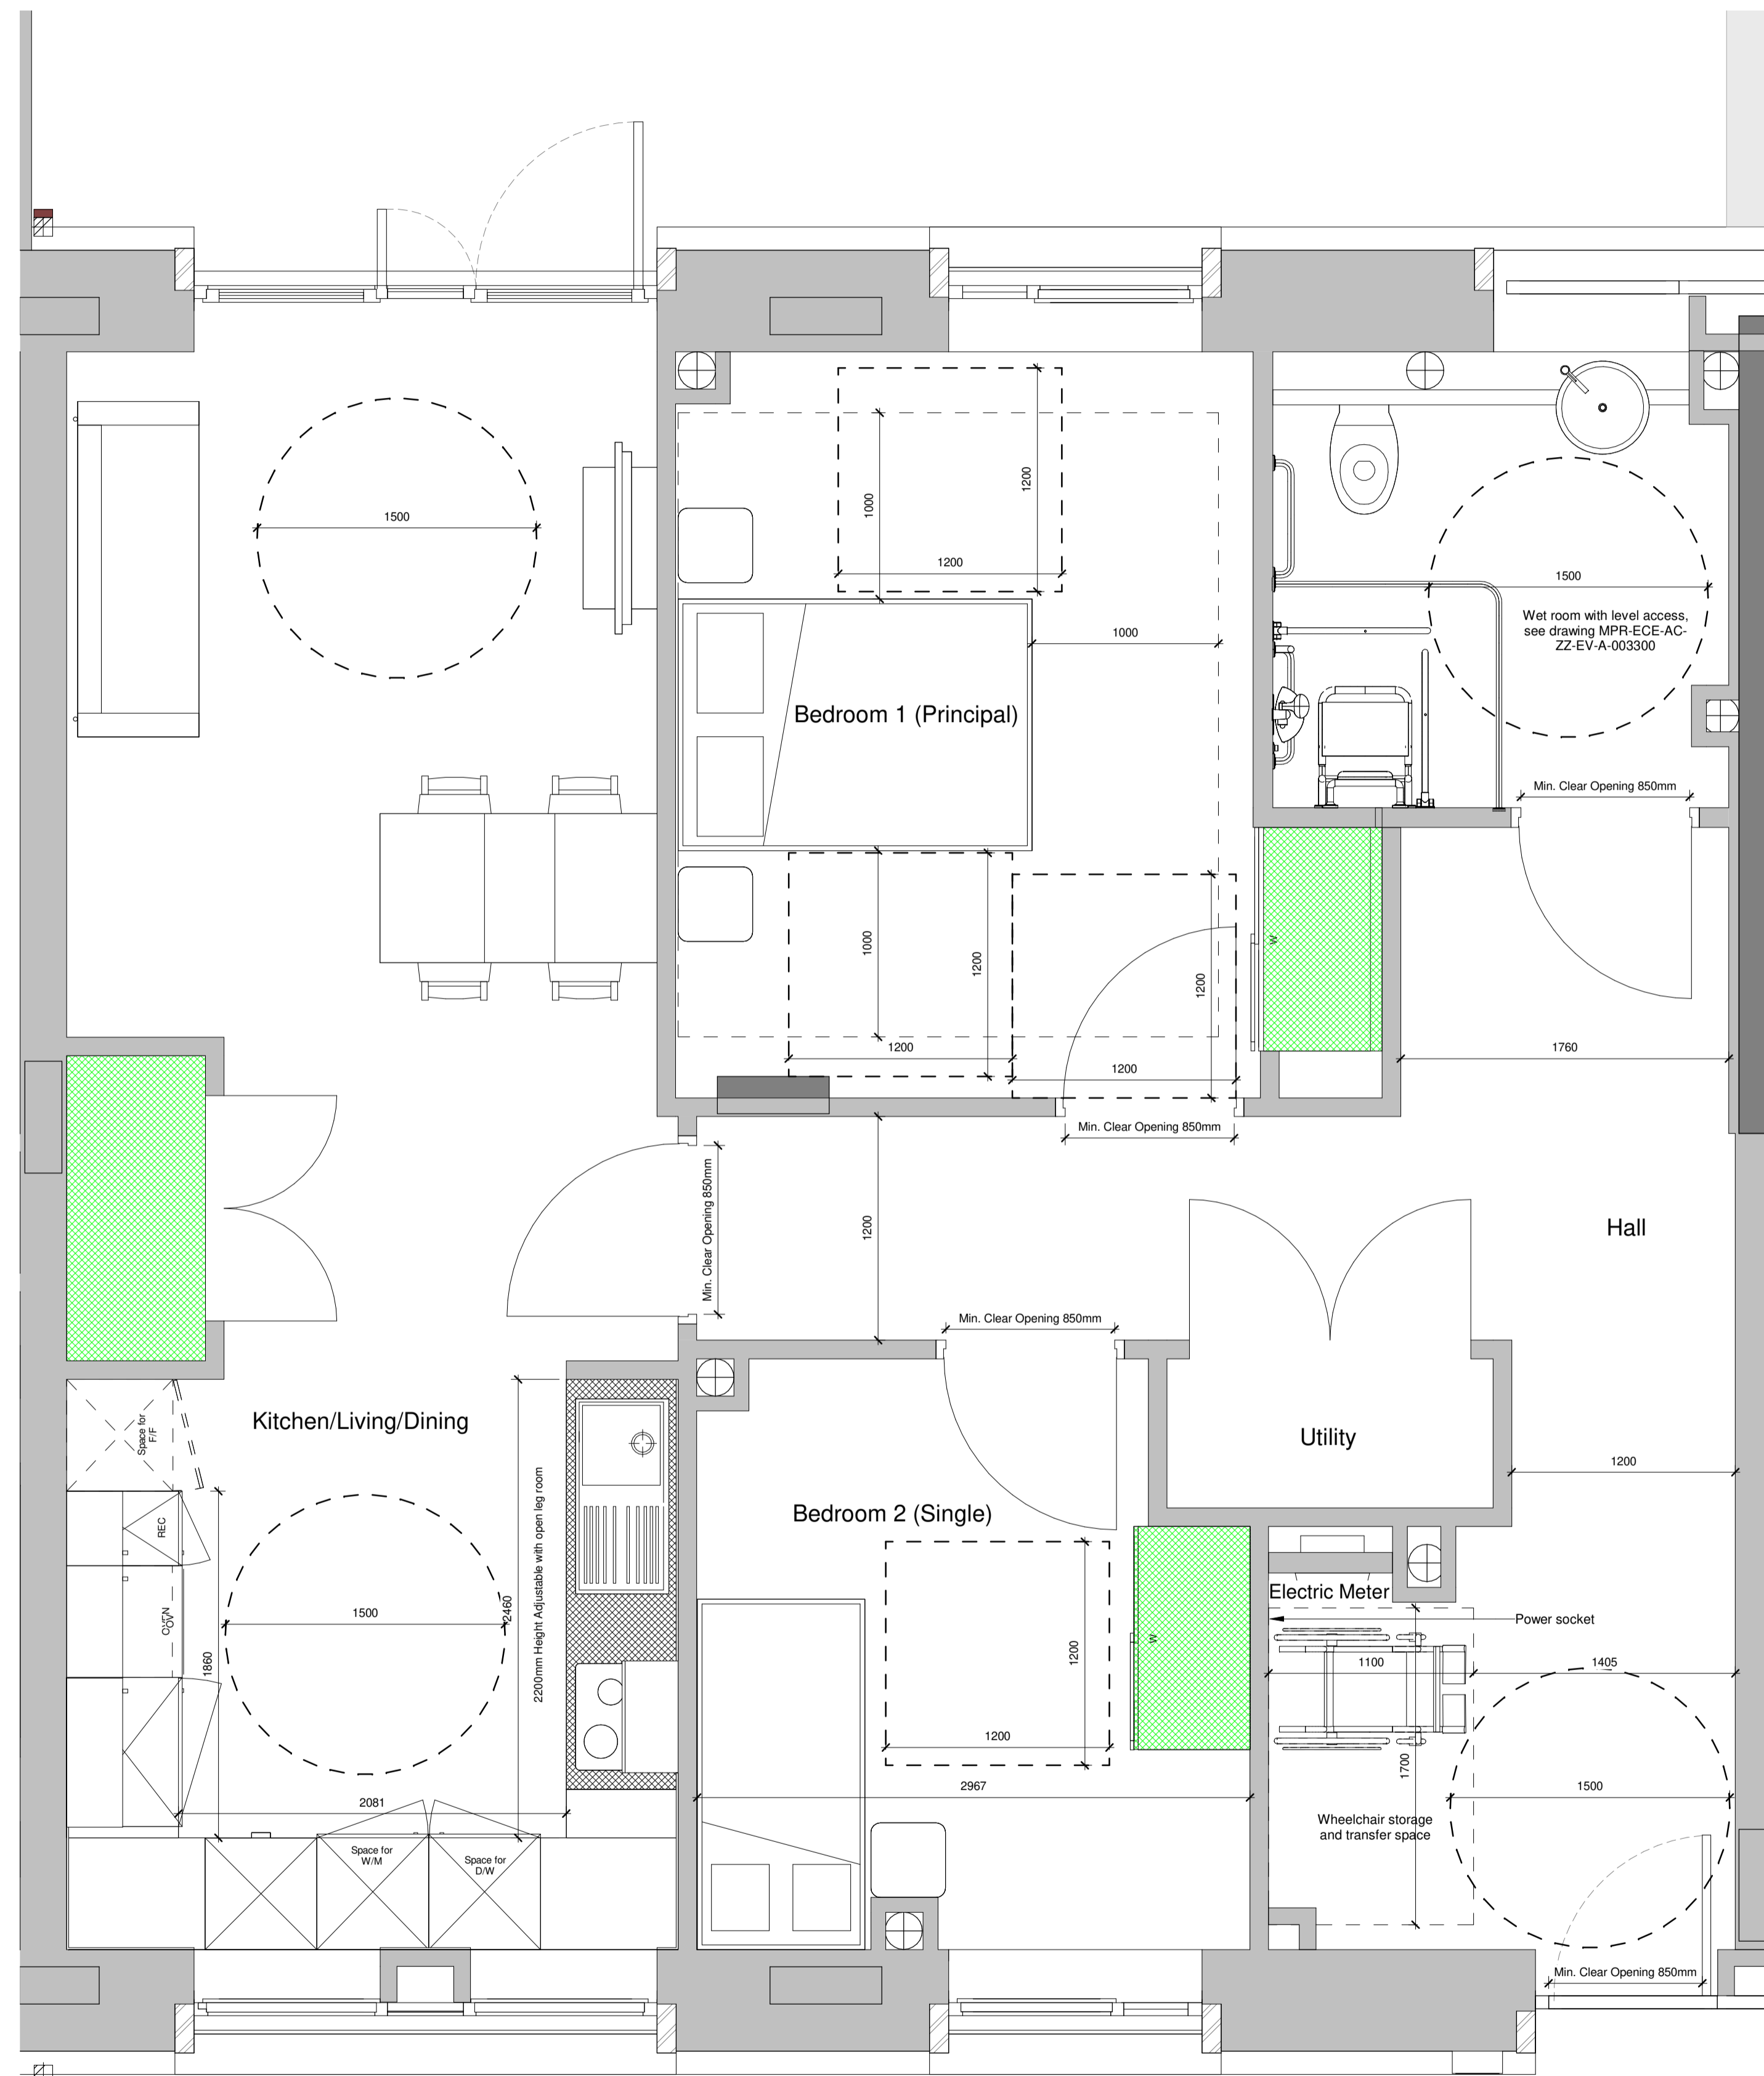 1500
1000
1200
1200
1000
Bedroom 1 (Principal)
1500
Wet room with level access,
see drawing MPR-ECE-AC-
ZZ-EV-A-003300
Min. Clear Opening 850mm
W
1000
1200
1200
1200
1200
1760
Min. Clear Opening 850mm
Min. Clear Opening 850mm
1200
Hall
Min. Clear Opening 850mm
Kitchen/Living/Dining
Space for
F/F
REC
OVEN
1860
1500
2460
2200mm Height Adjustable with open leg room
2081
Space for
W/M
Space for
D/W
Utility
1200
Bedroom 2 (Single)
1200
1200
W
2967
Electric Meter
Power socket
1100
1405
1700
1500
Wheelchair storage
and transfer space
Min. Clear Opening 850mm